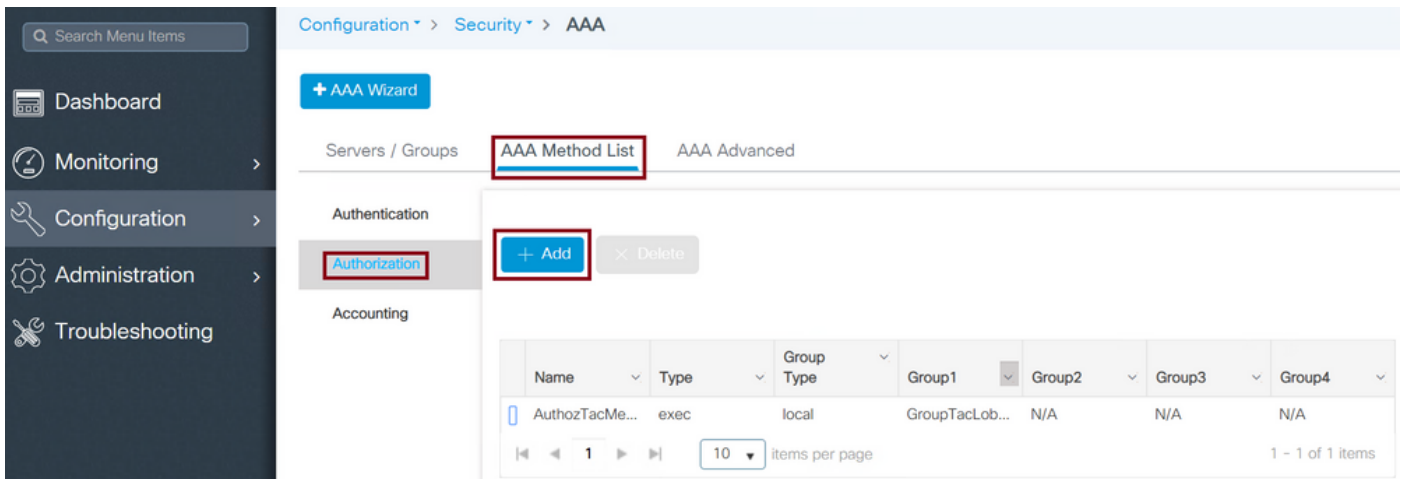 Search Menu Items
Dashboard
Monitoring
Configuration
Administration
Troubleshooting
Configuration > Security > AAA
+ AAA Wizard
Servers / Groups AAA Method List AAA Advanced
Authentication
Authorization
Accounting
+ Add × Delete
Name Type Group Type Group1 Group2 Group3 Group4
AuthozTacMe... exec local GroupTacLob... N/A N/A N/A
1 10 items per page 1 - 1 of 1 items